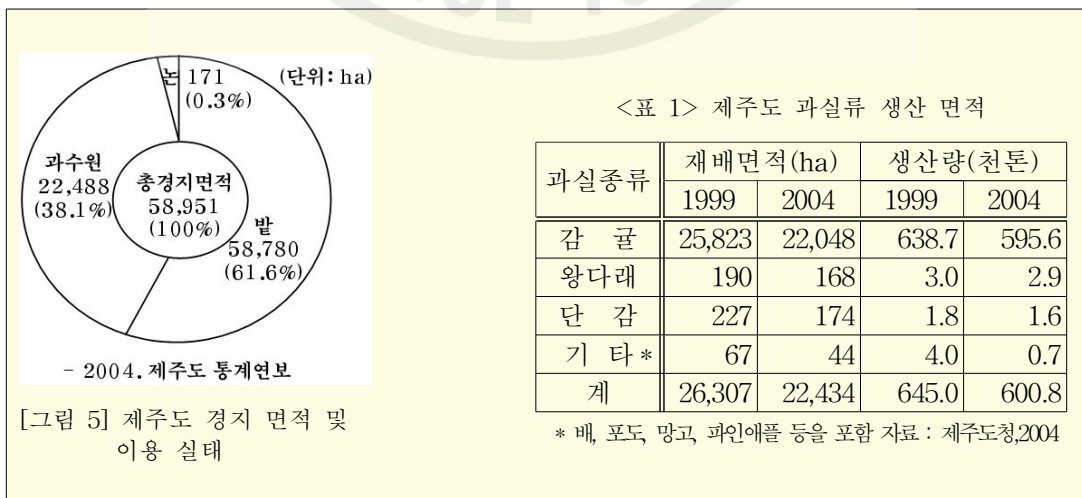 논 171
(0.3%)
(단위: ha)
과수원
22,488
(38.1%)
총경지면적
58,951
(100%)
밭
58,780
(61.6%)
- 2004. 제주도 통계연보
[그림 5] 제주도 경지 면적 및
이용 실태
<표 1> 제주도 과실류 생산 면적
과실종류 재배면적(ha) 생산량(천톤)
1999 2004 1999 2004
감 귤 25,823 22,048 638.7 595.6
왕다래 190 168 3.0 2.9
단 감 227 174 1.8 1.6
기 타* 67 44 4.0 0.7
계 26,307 22,434 645.0 600.8
* 배, 포도, 망고, 파인애플 등을 포함 자료 : 제주도청,2004